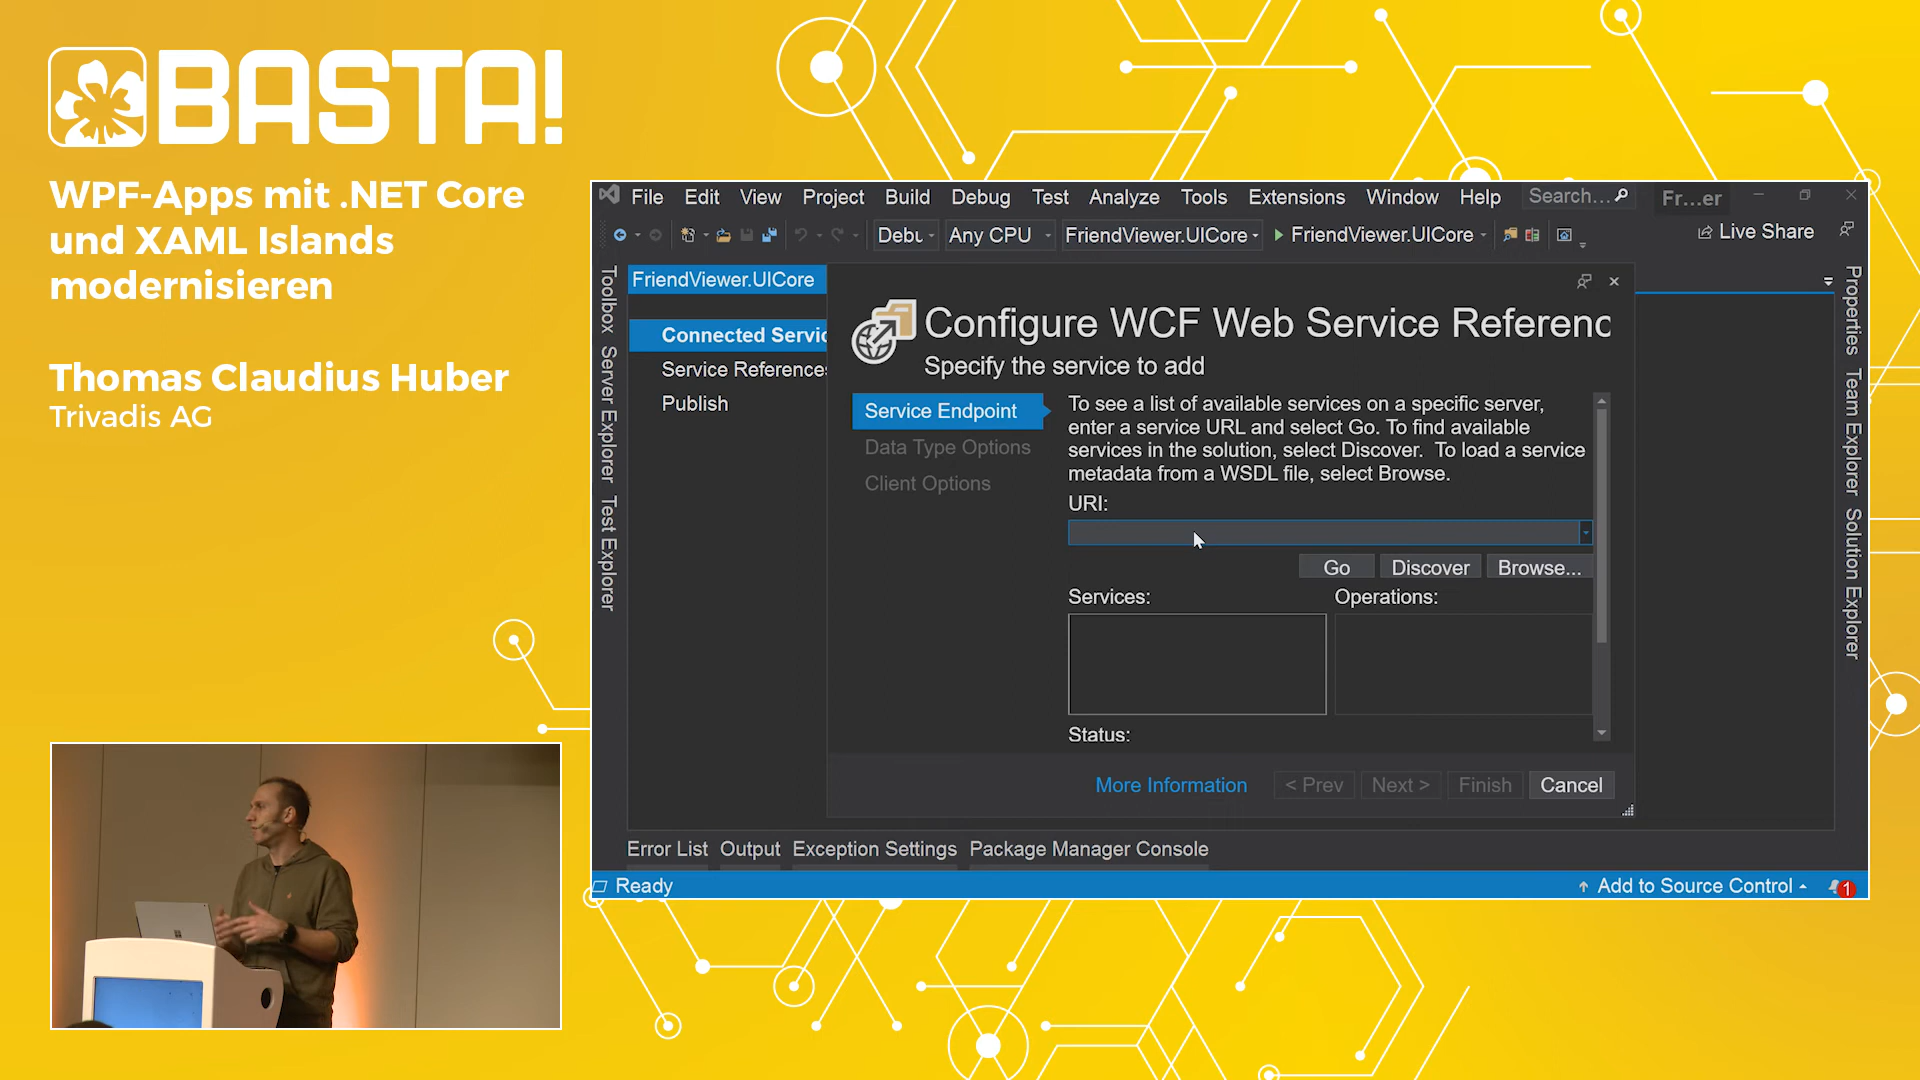 BASTA!
WPF-Apps mit .NET Core
und XAML Islands
modernisieren
Thomas Claudius Huber
Trivadis AG
File Edit View Project Build Debug Test Analyze Tools Extensions Window Help Search... Fr...er
Debu Any CPU FriendViewer.UICore FriendViewer.UICore Live Share
Toolbox
Server Explorer
Test Explorer
FriendViewer.UICore
Connected Servic
Service References
Publish
Configure WCF Web Service Referenc
Specify the service to add
Service Endpoint
Data Type Options
Client Options
To see a list of available services on a specific server,
enter a service URL and select Go. To find available
services in the solution, select Discover. To load a service
metadata from a WSDL file, select Browse.
URI:
Go Discover Browse...
Services: Operations:
Status:
More Information < Prev Next > Finish Cancel
Properties
Team Explorer
Solution Explorer
Error List Output Exception Settings Package Manager Console
Ready Add to Source Control 1